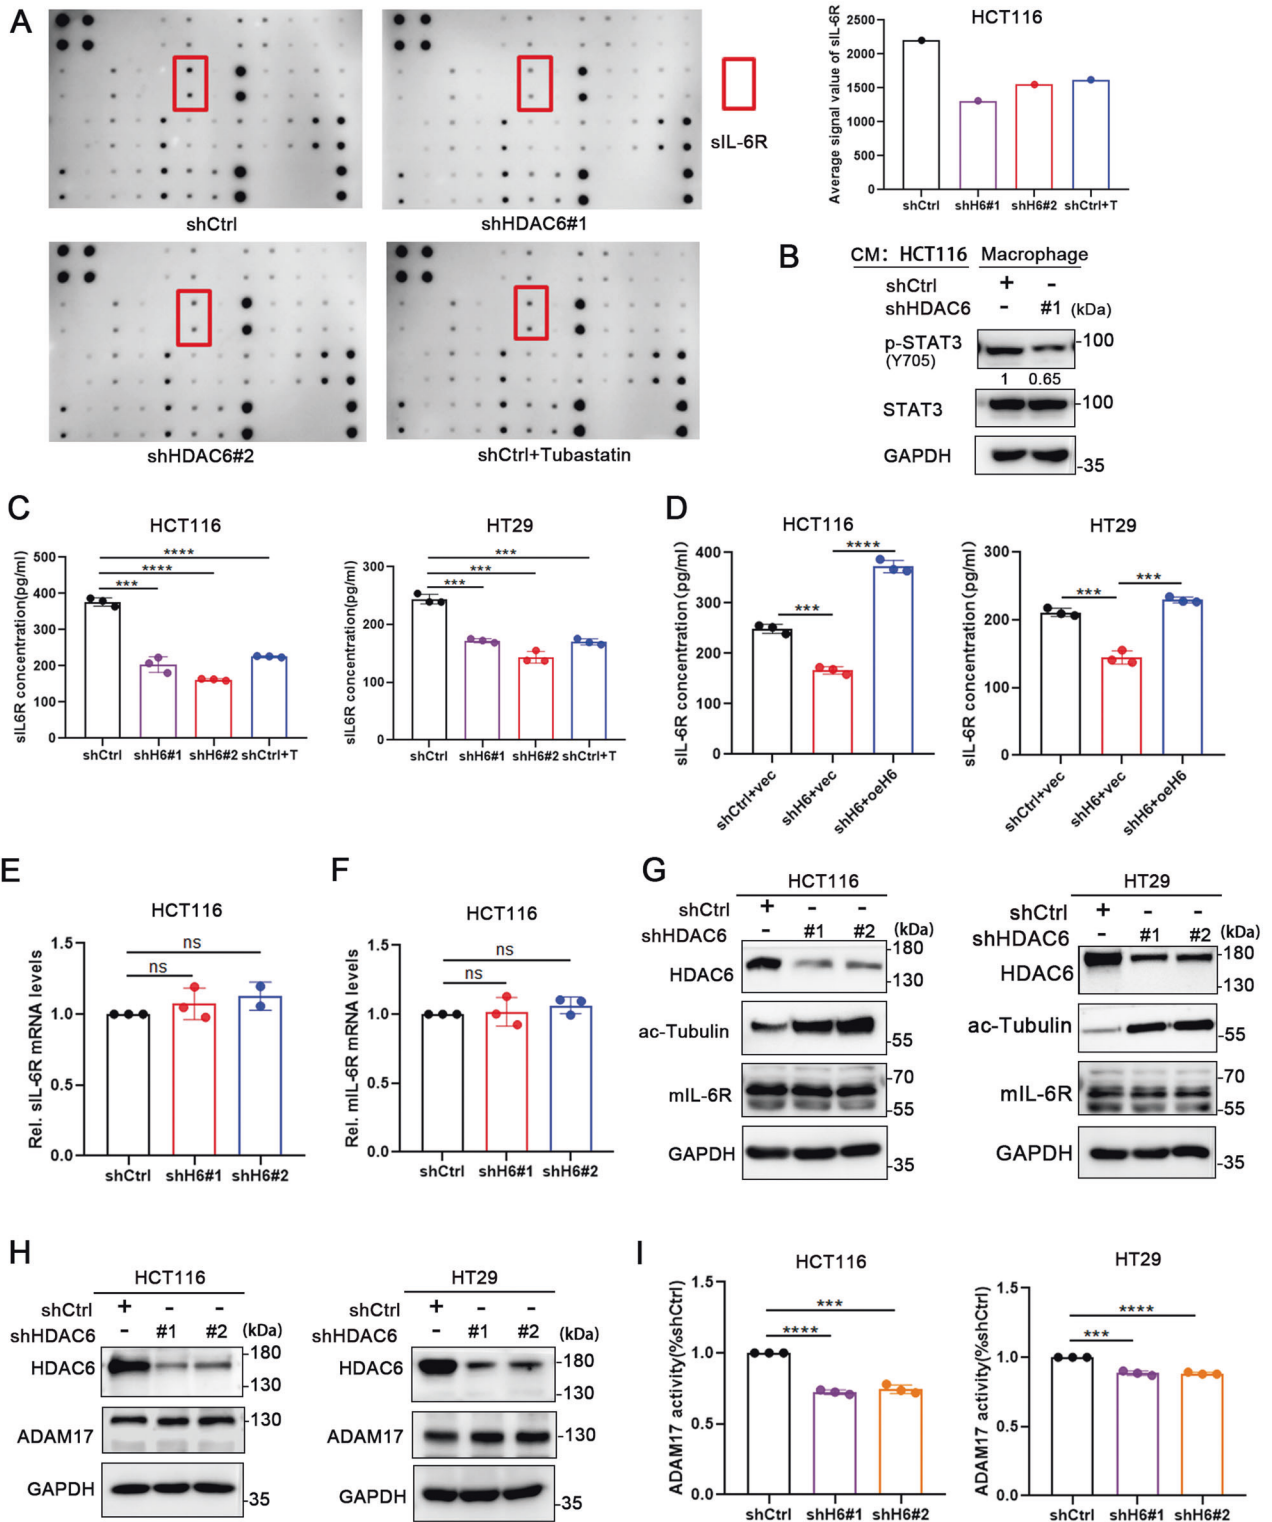 A
shCtrl
shHDAC6#1
sIL-6R
shHDAC6#2
shCtrl+Tubastatin
HCT116
Average signal value of sIL-6R
2500
2000
1500
1000
500
0
shCtrl shH6#1 shH6#2 shCtrl+T
B
CM: HCT116 Macrophage
shCtrl + -
shHDAC6 - #1 (kDa)
p-STAT3
(Y705)
-100
1 0.65
STAT3 -100
GAPDH -35
C
HCT116
sIL6R concentration(pg/ml)
500
400
300
200
100
0
****
****
***
shCtrl shH6#1 shH6#2 shCtrl+T
HT29
sIL6R concentration(pg/ml)
300
200
100
0
***
***
***
shCtrl shH6#1 shH6#2 shCtrl+T
D
HCT116
sIL-6R concentration (pg/ml)
400
300
200
100
0
****
***
shCtrl+vec
shH6+vec
shH6+oeH6
HT29
sIL-6R concentration (pg/ml)
300
200
100
0
*** ***
shCtrl+vec
shH6+vec
shH6+oeH6
E
HCT116
Rel. sIL-6R mRNA levels
1.5
1.0
0.5
0.0
ns
ns
shCtrl shH6#1 shH6#2
F
HCT116
Rel. mIL-6R mRNA levels
1.5
1.0
0.5
0.0
ns
ns
shCtrl shH6#1 shH6#2
G
HCT116
shCtrl + - -
shHDAC6 - #1 #2 (kDa)
HDAC6
-180
-130
ac-Tubulin -55
mIL-6R
-70
-55
GAPDH -35
HT29
shCtrl + - -
shHDAC6 - #1 #2 (kDa)
HDAC6
-180
-130
ac-Tubulin -55
mIL-6R
-70
-55
GAPDH -35
H
HCT116
shCtrl + - -
shHDAC6 - #1 #2 (kDa)
HDAC6
-180
-130
ADAM17 -130
GAPDH -35
HT29
shCtrl + - -
shHDAC6 - #1 #2 (kDa)
HDAC6
-180
-130
ADAM17 -130
GAPDH -35
I
HCT116
ADAM17 activity(%shCtrl)
1.5
1.0
0.5
0.0
***
****
shCtrl shH6#1 shH6#2
HT29
ADAM17 activity(%shCtrl)
1.5
1.0
0.5
0.0
****
***
shCtrl shH6#1 shH6#2